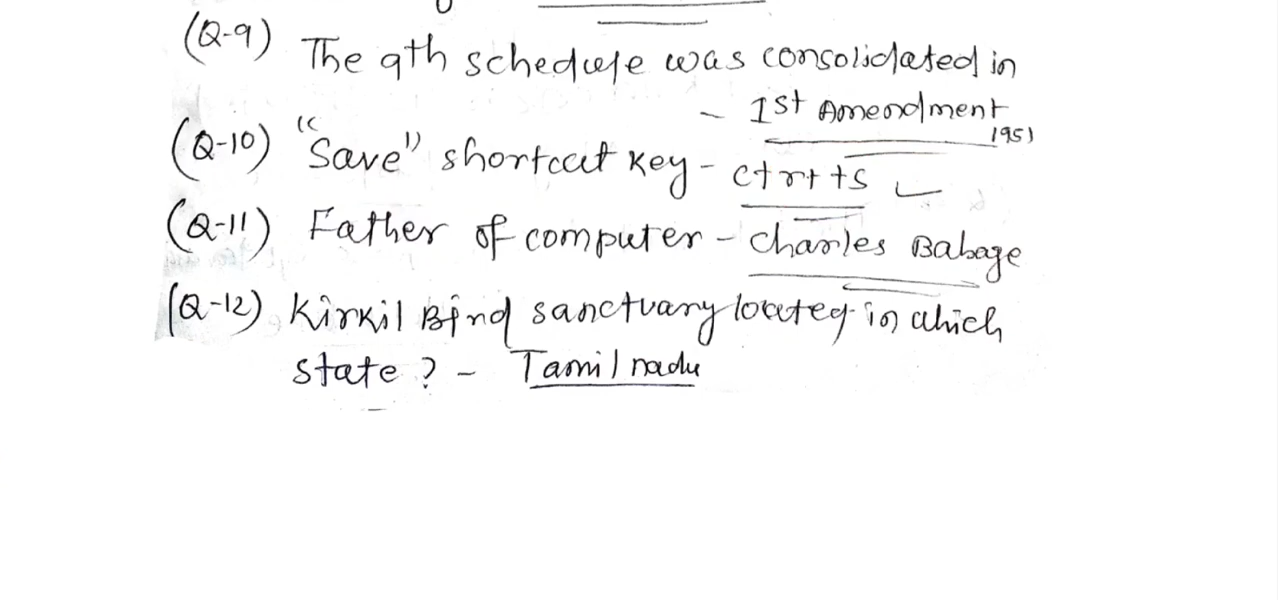 (Q-9) The 9th schedule was consolidated in
- 1st Amendment
1951
(Q-10) "Save" shortcut key - ctrl+s
(Q-11) Father of computer - charles Babage
(Q-12) Kirkil Bird sanctuary located in which
state? - Tamil nadu